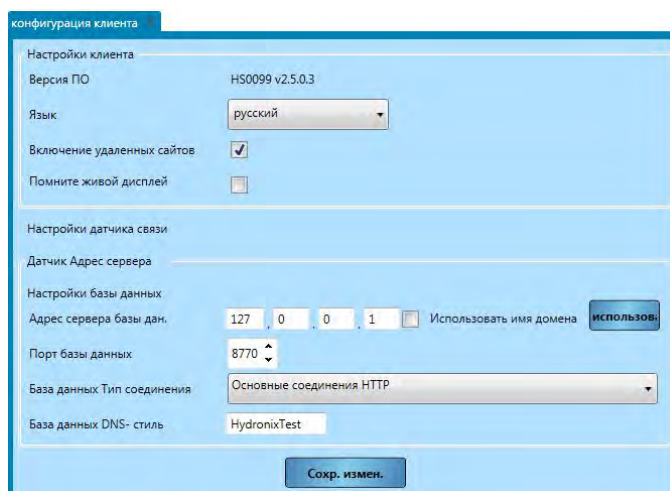 конфигурация клиента
Настройки клиента
Версия ПО HS0099 v2.5.0.3
Язык русский
Включение удаленных сайтов
Помните живой дисплей
Настройки датчика связи
Датчик Адрес сервера
Настройки базы данных
Адрес сервера базы дан. 127 . 0 . 0 . 1 Использовать имя домена использов.
Порт базы данных 8770
База данных Тип соединения Основные соединения HTTP
База данных DNS- стиль HydronixTest
Сохр. измен.